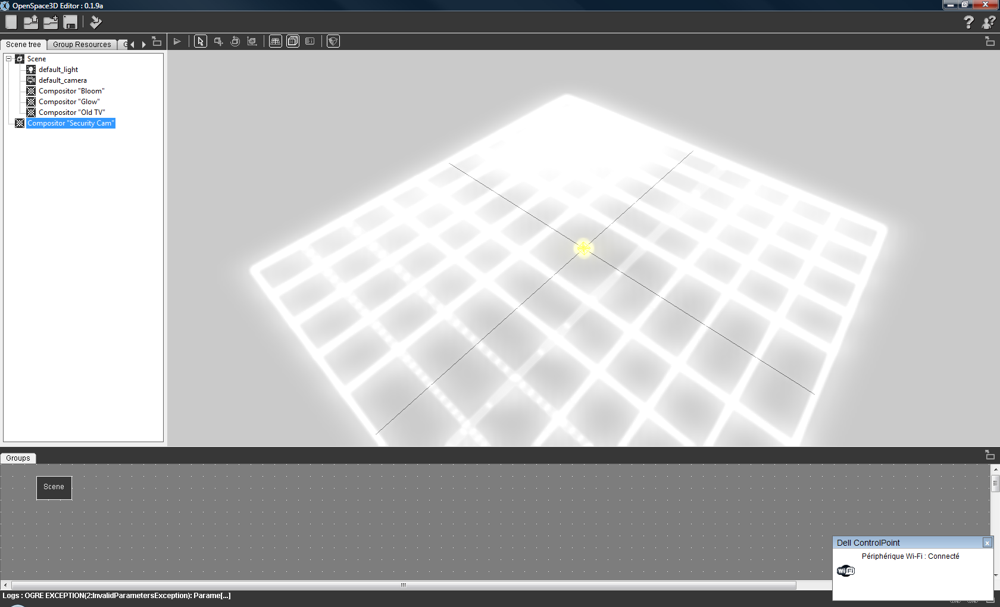 OpenSpace3D Editor : 0.1.9a
Scene tree
Group Resources
Scene
default_light
default_camera
Compositor "Bloom"
Compositor "Glow"
Compositor "Old TV"
Compositor "Security Cam"
Groups
Scene
Dell ControlPoint
Périphérique Wi-Fi : Connecté
Wi Fi
Logs : OGRE EXCEPTION(2:InvalidParametersException): Parame[...]